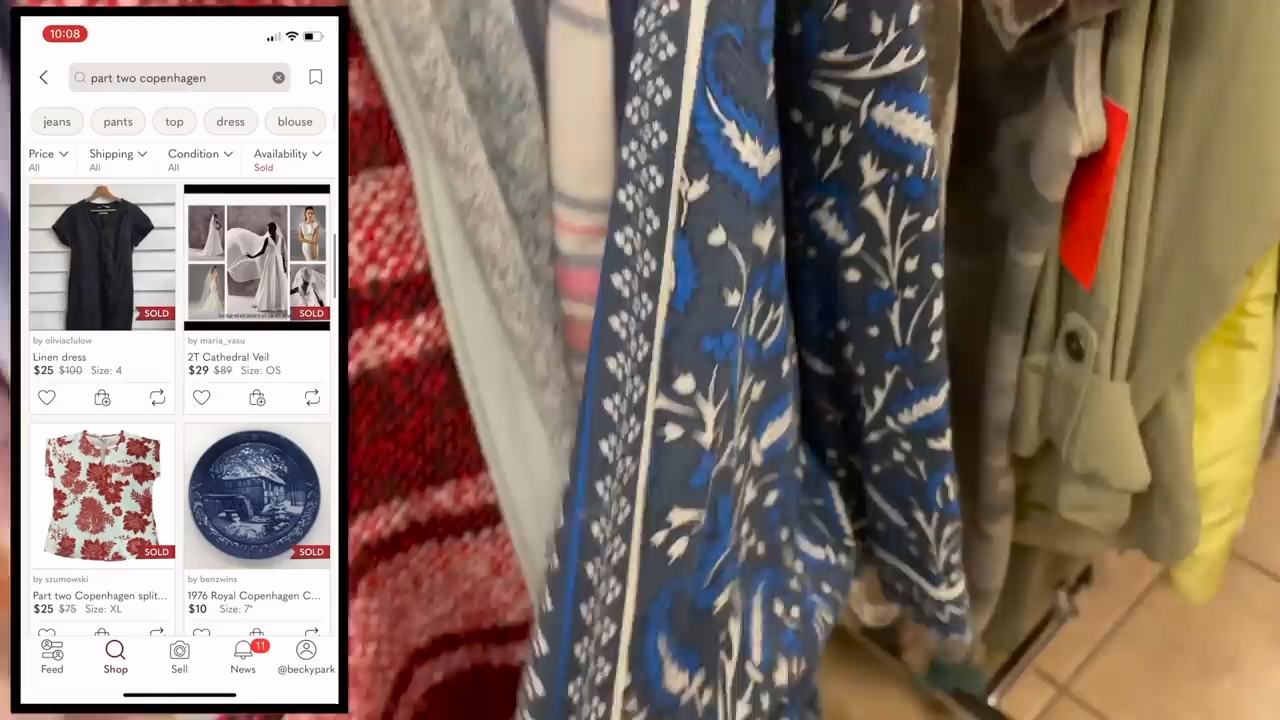 10:08
part two copenhagen
jeans pants top dress blouse
Price Shipping Condition Availability
All All All Sold
SOLD SOLD
by oliviaclulow by maria_vasu
Linen dress 2T Cathedral Veil
$25 $100 Size: 4 $29 $89 Size: OS
SOLD SOLD
by szumowski by benzwins
Part two Copenhagen split... 1976 Royal Copenhagen C...
$25 $75 Size: XL $10 Size: 7"
11
Feed Shop Sell News @beckypark